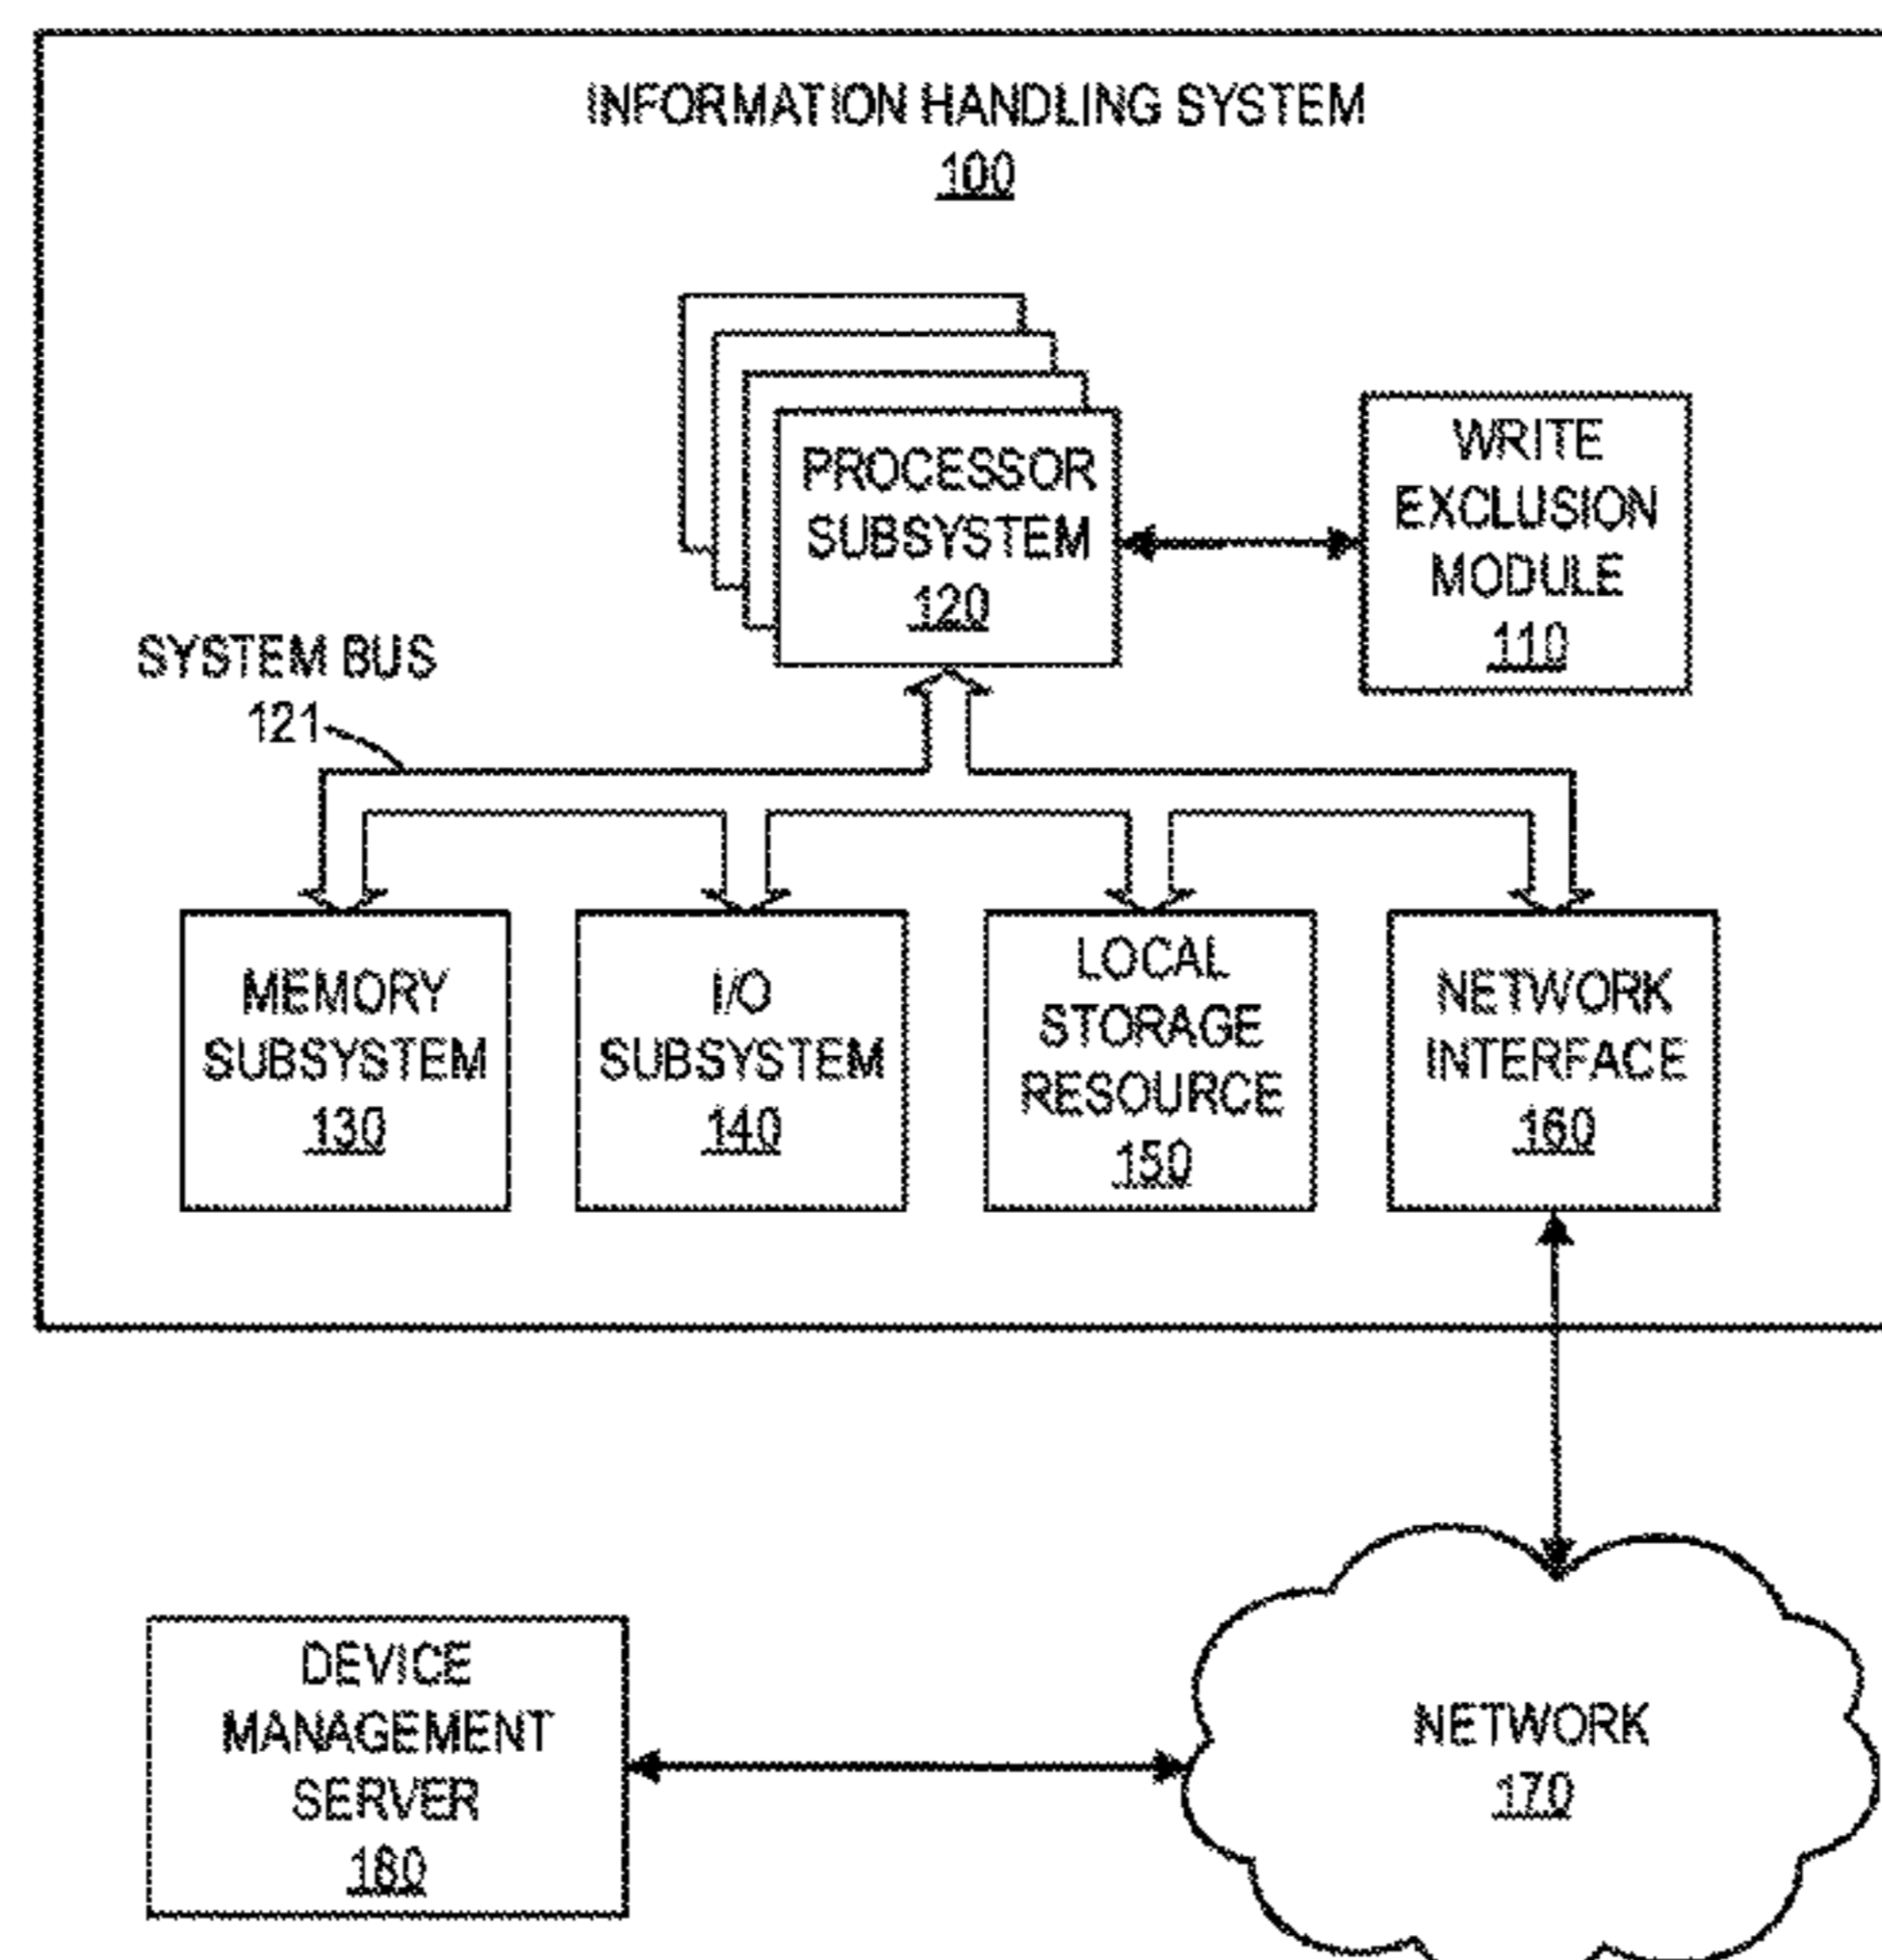 INFORMATION HANDLING SYSTEM
100
PROCESSOR
SUBSYSTEM
120
WRITE
EXCLUSION
MODULE
110
SYSTEM BUS
121
MEMORY
SUBSYSTEM
130
I/O
SUBSYSTEM
140
LOCAL
STORAGE
RESOURCE
150
NETWORK
INTERFACE
160
DEVICE
MANAGEMENT
SERVER
180
NETWORK
170